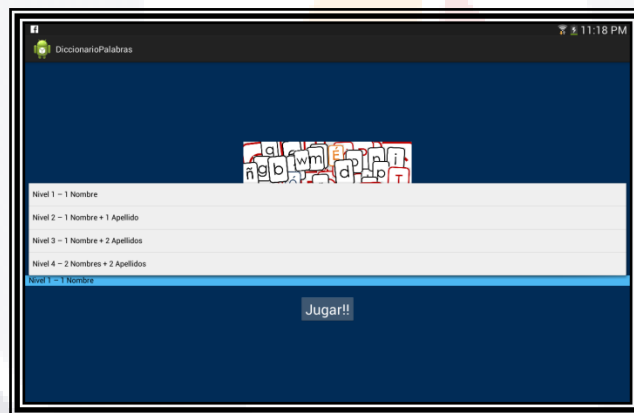 11:18 PM
DiccionarioPalabras
a
ñ g b w m E p n i
d p T
Nivel 1 – 1 Nombre
Nivel 2 – 1 Nombre + 1 Apellido
Nivel 3 – 1 Nombre + 2 Apellidos
Nivel 4 – 2 Nombres + 2 Apellidos
Nivel 1 – 1 Nombre
Jugar!!